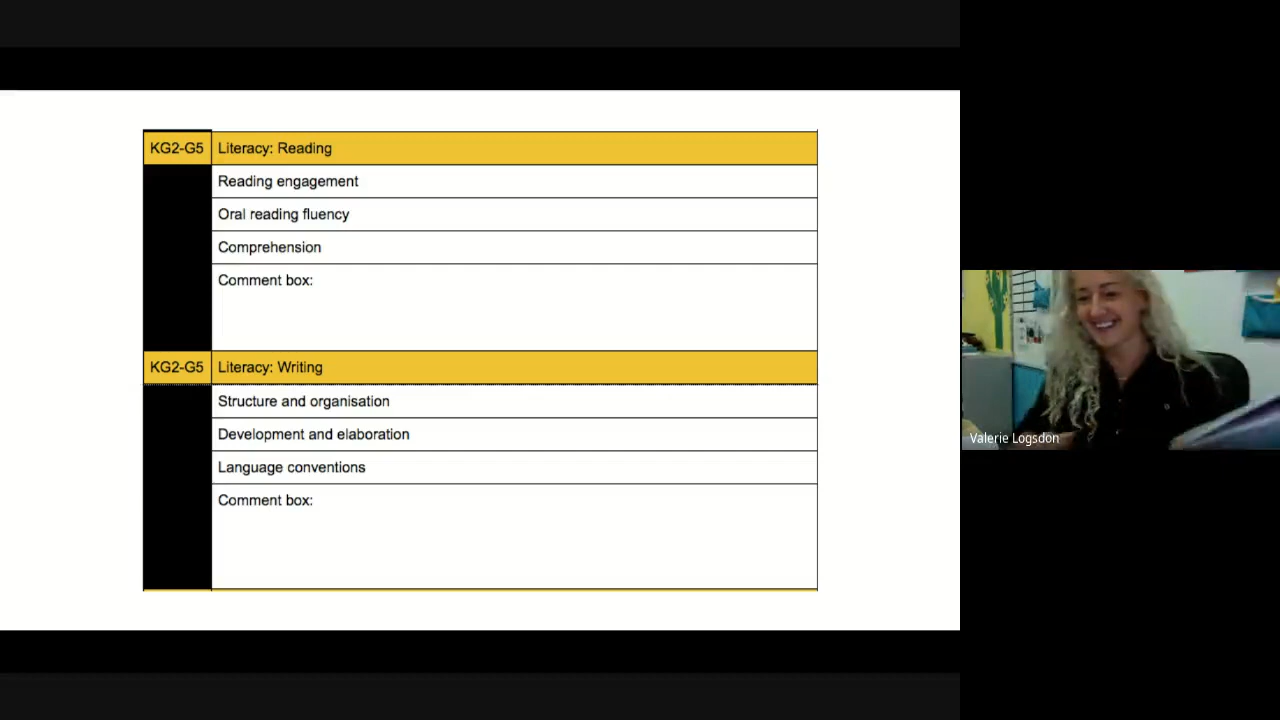 KG2-G5 Literacy: Reading
Reading engagement
Oral reading fluency
Comprehension
Comment box:
KG2-G5 Literacy: Writing
Structure and organisation
Development and elaboration
Language conventions
Comment box:
Valerie Logsdon